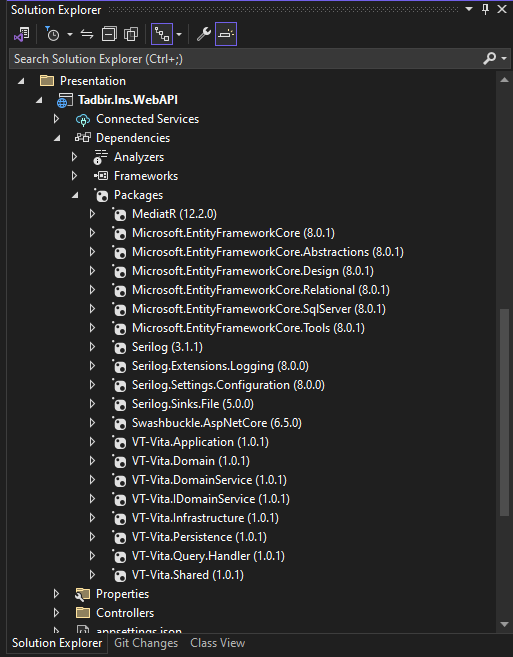 Solution Explorer
Search Solution Explorer (Ctrl+;)
Presentation
Tadbir.Ins.WebAPI
Connected Services
Dependencies
Analyzers
Frameworks
Packages
MediatR (12.2.0)
Microsoft.EntityFrameworkCore (8.0.1)
Microsoft.EntityFrameworkCore.Abstractions (8.0.1)
Microsoft.EntityFrameworkCore.Design (8.0.1)
Microsoft.EntityFrameworkCore.Relational (8.0.1)
Microsoft.EntityFrameworkCore.SqlServer (8.0.1)
Microsoft.EntityFrameworkCore.Tools (8.0.1)
Serilog (3.1.1)
Serilog.Extensions.Logging (8.0.0)
Serilog.Settings.Configuration (8.0.0)
Serilog.Sinks.File (5.0.0)
Swashbuckle.AspNetCore (6.5.0)
VT-Vita.Application (1.0.1)
VT-Vita.Domain (1.0.1)
VT-Vita.DomainService (1.0.1)
VT-Vita.IDomainService (1.0.1)
VT-Vita.Infrastructure (1.0.1)
VT-Vita.Persistence (1.0.1)
VT-Vita.Query.Handler (1.0.1)
VT-Vita.Shared (1.0.1)
Properties
Controllers
appsettings.json
Solution Explorer Git Changes Class View